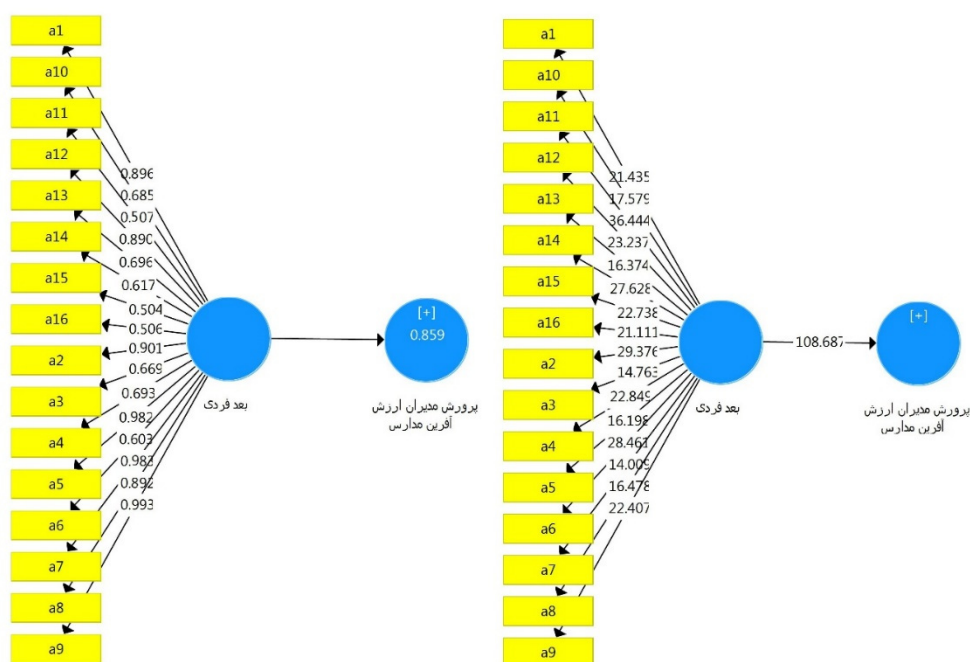 a1
a10
a11
a12
a13
a14
a15
a16
a2
a3
a4
a5
a6
a7
a8
a9
0.896
0.685
0.507
0.890
0.696
0.617
0.504
0.506
0.901
0.669
0.693
0.982
0.603
0.983
0.892
0.993
بعد فردی
[+]
0.859
پرورش مدیران ارزش
آفرین مدارس
a1
a10
a11
a12
a13
a14
a15
a16
a2
a3
a4
a5
a6
a7
a8
a9
21.435
17.579
36.444
23.237
16.374
27.628
22.738
21.111
29.376
14.763
22.849
16.198
28.461
14.009
16.478
22.407
بعد فردی
108.687
[+]
پرورش مدیران ارزش
آفرین مدارس